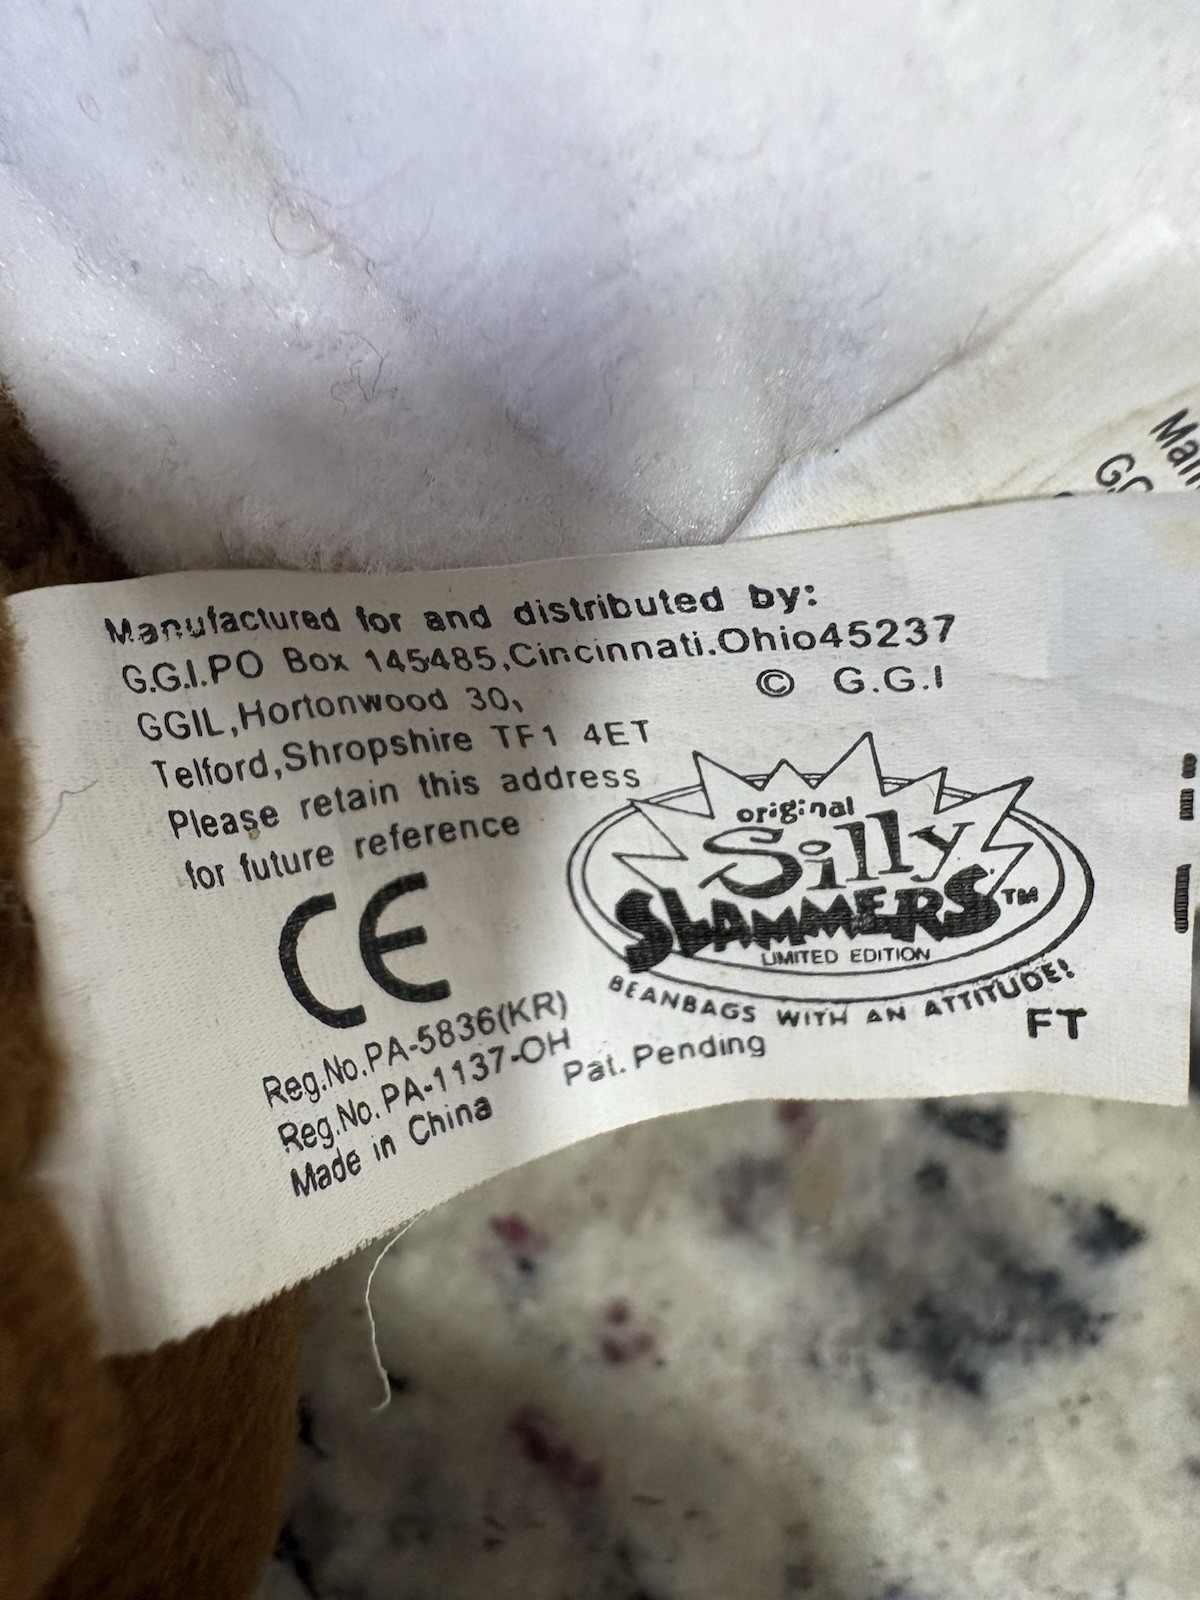 Manufactured for and distributed by:
G.G.I.PO Box 145485,Cincinnati.Ohio45237
© G.G.I
GGIL,Hortonwood 30,
Telford,Shropshire TF1 4ET
Please retain this address
for future reference
CE
original
Silly
SLAMMERS™
LIMITED EDITION
BEANBAGS WITH AN ATTITUDE!
FT
Reg.No.PA-5836(KR)
Reg.No.PA-1137-OH
Pat. Pending
Made in China